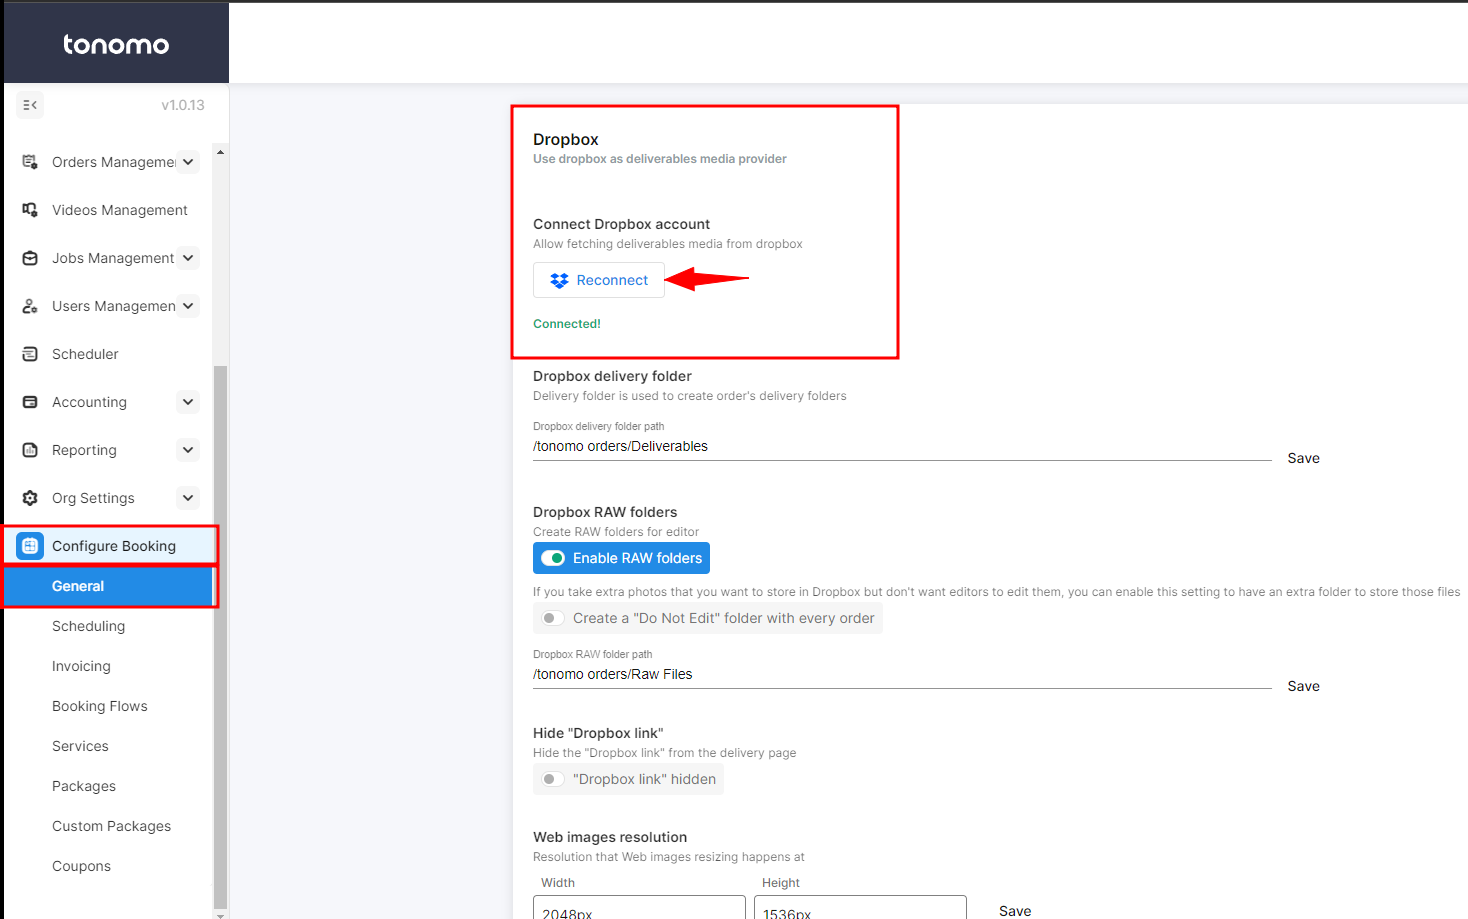 tonomo
v1.0.13
Orders Managemen
Videos Management
Jobs Management
Users Managemen
Scheduler
Accounting
Reporting
Org Settings
Configure Booking
General
Scheduling
Invoicing
Booking Flows
Services
Packages
Custom Packages
Coupons
Dropbox
Use dropbox as deliverables media provider
Connect Dropbox account
Allow fetching deliverables media from dropbox
Reconnect
Connected!
Dropbox delivery folder
Delivery folder is used to create order's delivery folders
Dropbox delivery folder path
/tonomo orders/Deliverables
Save
Dropbox RAW folders
Create RAW folders for editor
Enable RAW folders
If you take extra photos that you want to store in Dropbox but don't want editors to edit them, you can enable this setting to have an extra folder to store those files
Create a "Do Not Edit" folder with every order
Dropbox RAW folder path
/tonomo orders/Raw Files
Save
Hide "Dropbox link"
Hide the "Dropbox link" from the delivery page
"Dropbox link" hidden
Web images resolution
Resolution that Web images resizing happens at
Width Height
2048px 1536px Save